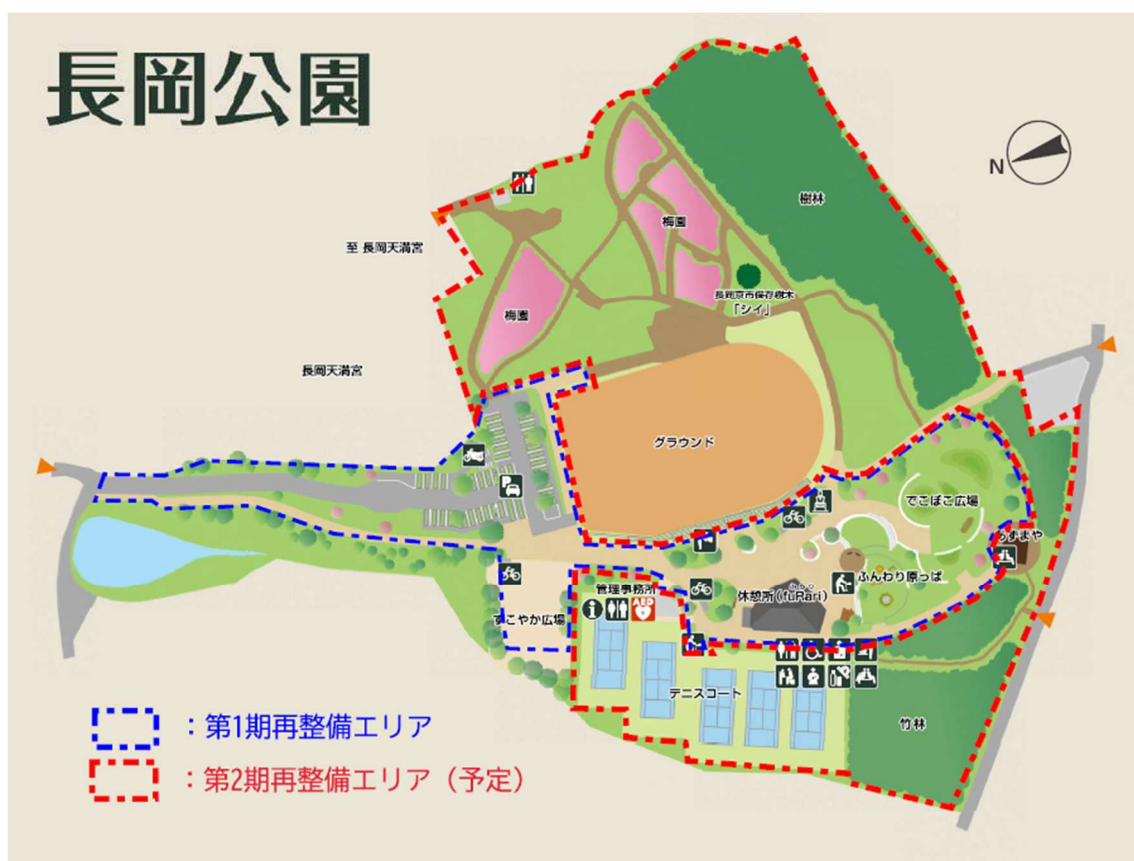 長岡公園
N
樹林
梅園
至 長岡天満宮
長岡京市保存樹木
「シイ」
梅園
長岡天満宮
グラウンド
P
でこぼこ広場
あずまや
ふんわり原っぱ
管理事務所
AED
休憩所(fuRari)
すこやか広場
テニスコート
竹林
:第1期再整備エリア
:第2期再整備エリア(予定)